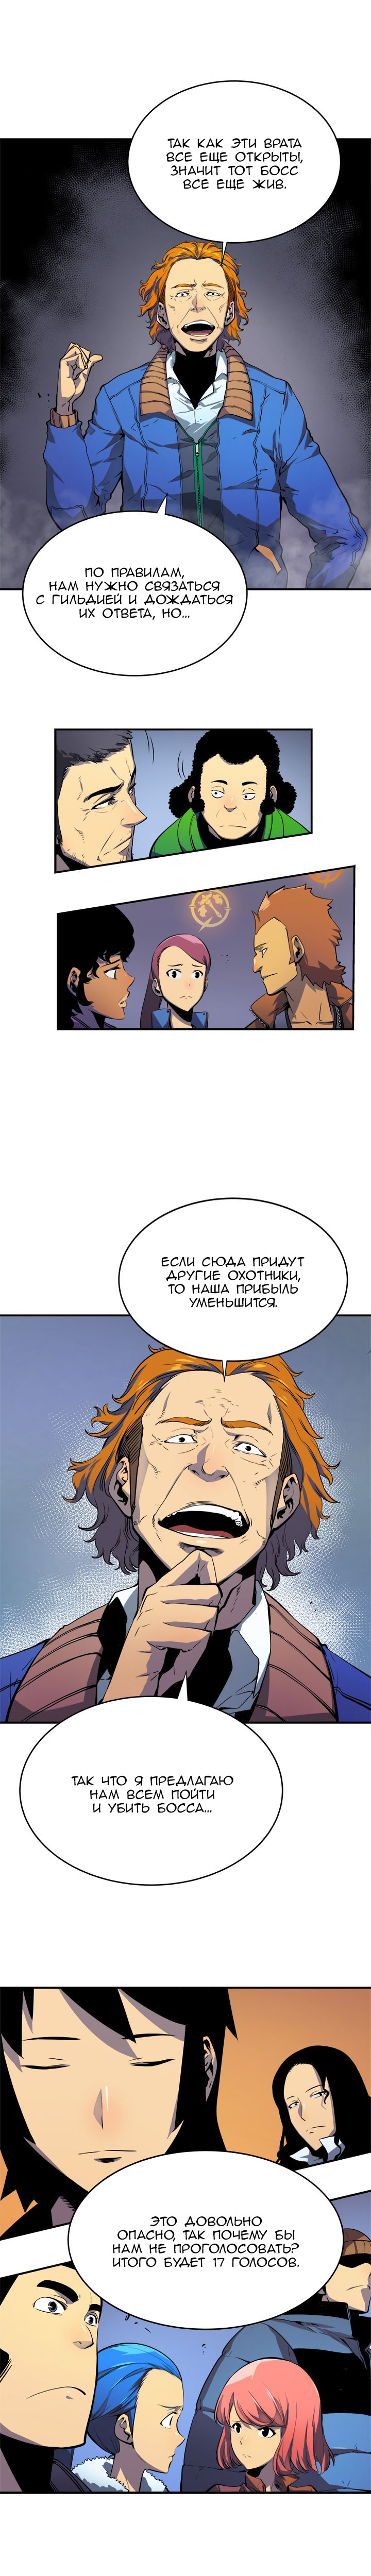 ТАК КАК ЭТИ ВРАТА
ВСЕ ЕЩЕ ОТКРЫТЫ,
ЗНАЧИТ ТОТ БОСС
ВСЕ ЕЩЕ ЖИВ.
ПО ПРАВИЛАМ,
НАМ НУЖНО СВЯЗАТЬСЯ
С ГИЛЬДИЕЙ И ДОЖДАТЬСЯ
ИХ ОТВЕТА, НО...
ЕСЛИ СЮДА ПРИДУТ
ДРУГИЕ ОХОТНИКИ,
ТО НАША ПРИБЫЛЬ
УМЕНЬШИТСЯ.
ТАК ЧТО Я ПРЕДЛАГАЮ
НАМ ВСЕМ ПОЙТИ
И УБИТЬ БОССА...
ЭТО ДОВОЛЬНО
ОПАСНО, ТАК ПОЧЕМУ БЫ
НАМ НЕ ПРОГОЛОСОВАТЬ?
ИТОГО БУДЕТ 17 ГОЛОСОВ.